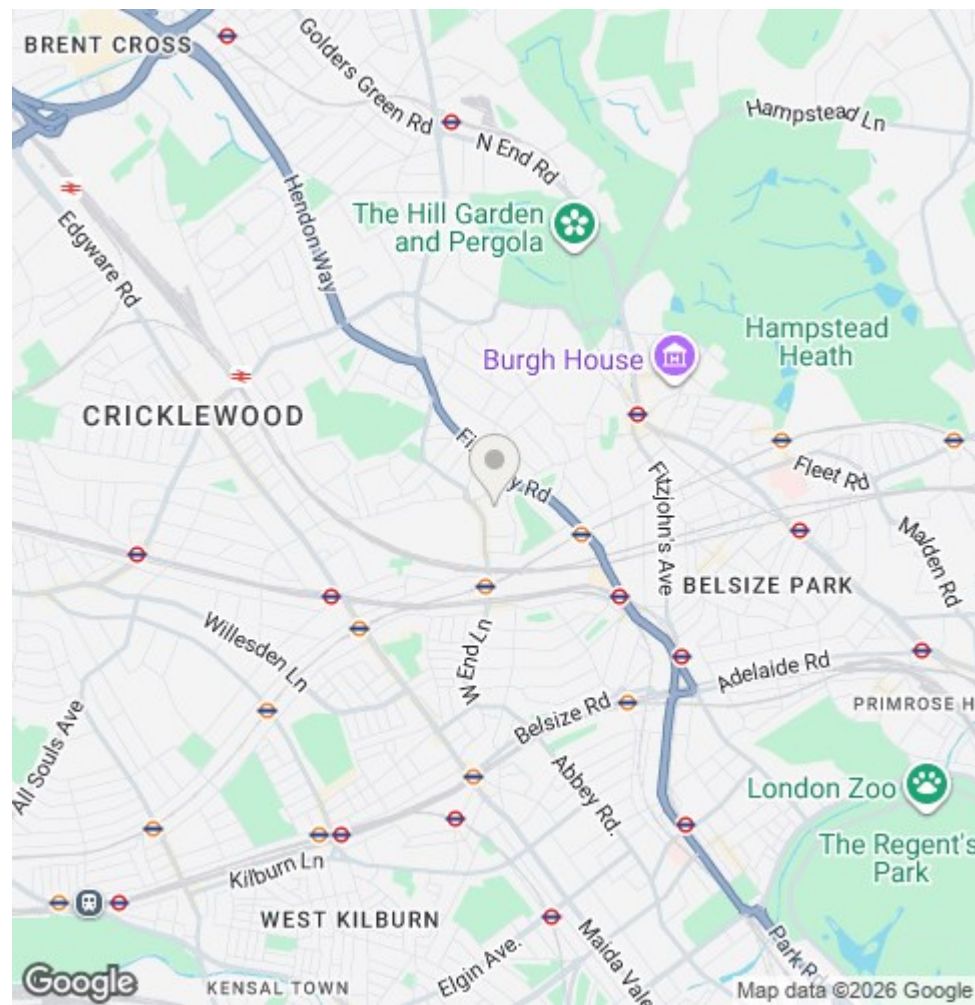 BRENT CROSS
Golders Green Rd
Hampstead Ln
N End Rd
Hendon Way
The Hill Garden
and Pergola
Edgware Rd
Burgh House
Hampstead
Heath
CRICKLEWOOD
Fleet Rd
Fitzjohn's Ave
Malden Rd
BELSIZE PARK
Willesden Ln
W End Ln
Adelaide Rd
Belsize Rd
PRIMROSE H
All Souls Ave
Abbey Rd.
London Zoo
The Regent's
Park
Kilburn Ln
WEST KILBURN
Elgin Ave.
Maida Vale
Park R
KENSAL TOWN
Google
Map data ©2026 Google